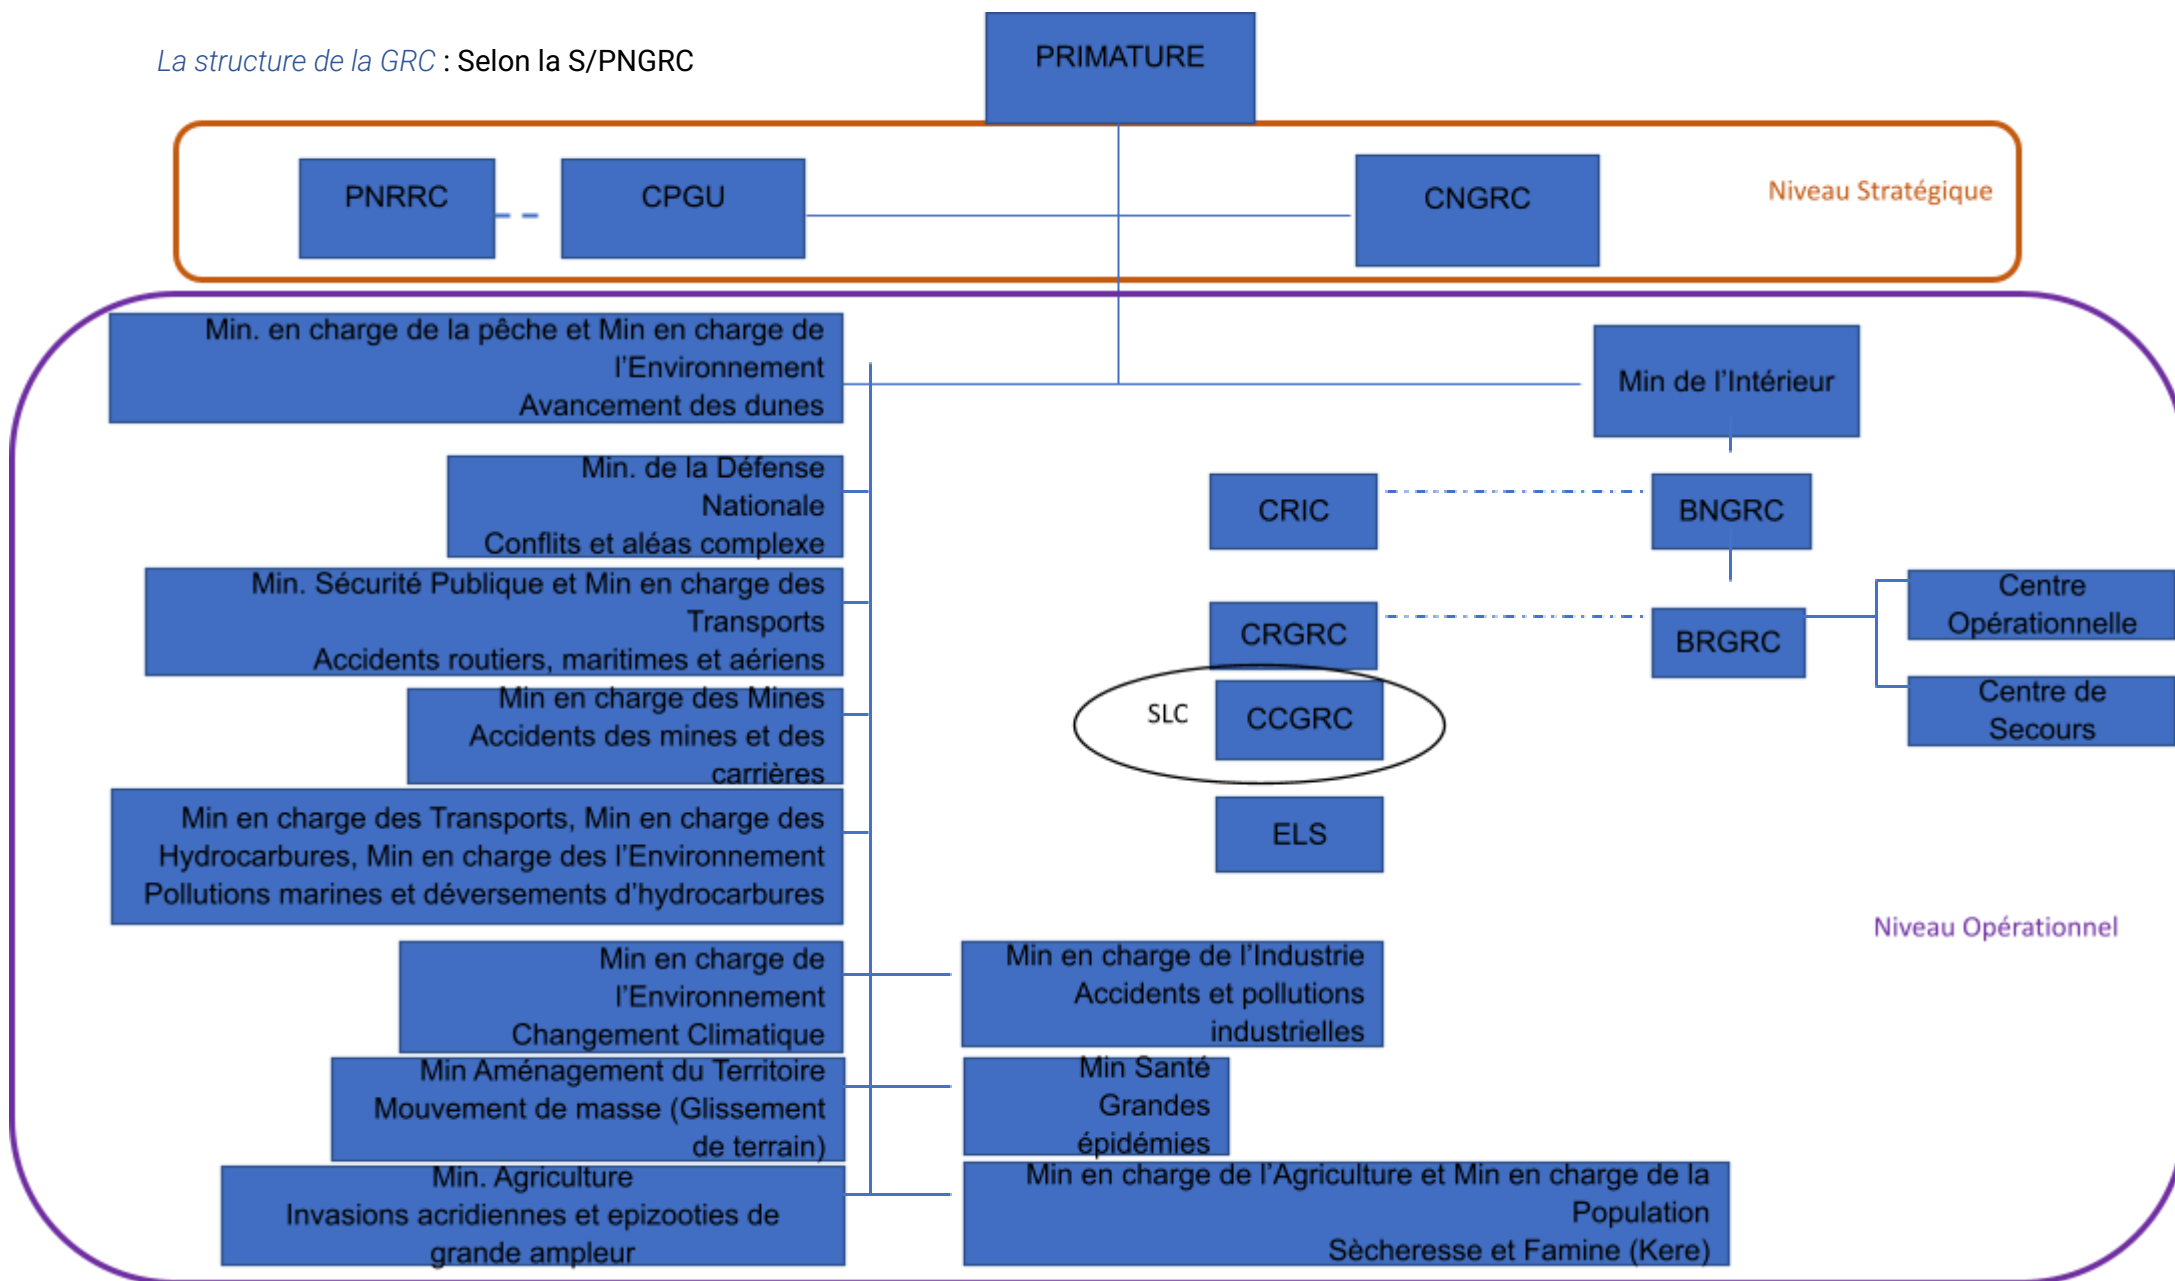 La structure de la GRC : Selon la S/PNGRC
PRIMATURE
PNRRC
CPGU
CNGRC
Niveau Stratégique
Min. en charge de la pêche et Min en charge de
l'Environnement
Avancement des dunes
Min de l'Intérieur
Min. de la Défense
Nationale
Conflits et aléas complexe
CRIC
BNGRC
Min. Sécurité Publique et Min en charge des
Transports
Accidents routiers, maritimes et aériens
CRGRC
BRGRC
Centre
Opérationnelle
Centre de
Secours
Min en charge des Mines
Accidents des mines et des
carrières
SLC
CCGRC
Min en charge des Transports, Min en charge des
Hydrocarbures, Min en charge des l'Environnement
Pollutions marines et déversements d'hydrocarbures
ELS
Niveau Opérationnel
Min en charge de
l'Environnement
Changement Climatique
Min en charge de l'Industrie
Accidents et pollutions
industrielles
Min Aménagement du Territoire
Mouvement de masse (Glissement
de terrain)
Min Santé
Grandes
épidémies
Min. Agriculture
Invasions acridiennes et epizooties de
grande ampleur
Min en charge de l'Agriculture et Min en charge de la
Population
Sècheresse et Famine (Kere)